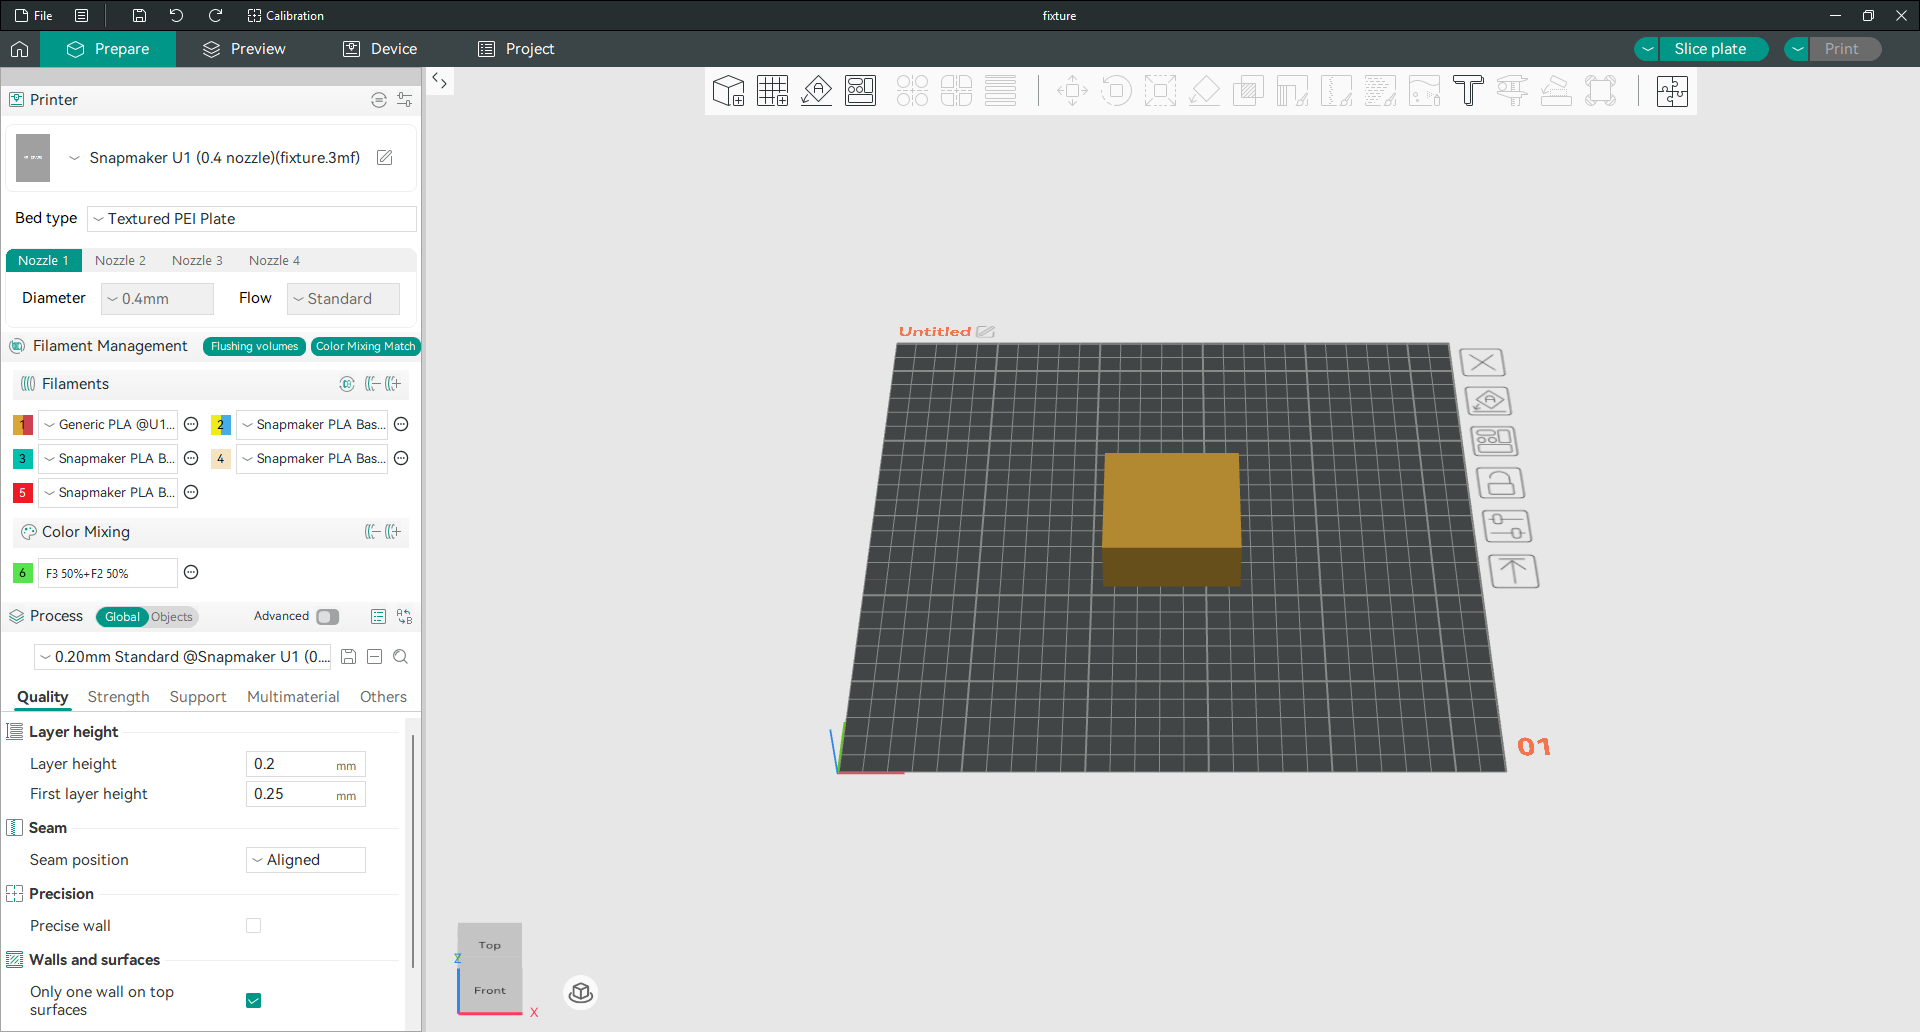 File
Calibration
fixture
Prepare
Preview
Device
Project
Slice plate
Print
Printer
Snapmaker U1 (0.4 nozzle)(fixture.3mf)
Bed type
Textured PEI Plate
Nozzle 1
Nozzle 2
Nozzle 3
Nozzle 4
Diameter
0.4mm
Flow
Standard
Filament Management
Flushing volumes
Color Mixing Match
Filaments
1
Generic PLA @U1...
2
Snapmaker PLA Bas...
3
Snapmaker PLA B...
4
Snapmaker PLA Bas...
5
Snapmaker PLA B...
Color Mixing
6
F3 50%+F2 50%
Process
Global
Objects
Advanced
0.20mm Standard @Snapmaker U1 (0....
Quality
Strength
Support
Multimaterial
Others
Layer height
Layer height
0.2
mm
First layer height
0.25
mm
Seam
Seam position
Aligned
Precision
Precise wall
Walls and surfaces
Only one wall on top
surfaces
Untitled
01
Top
Z
Front
X